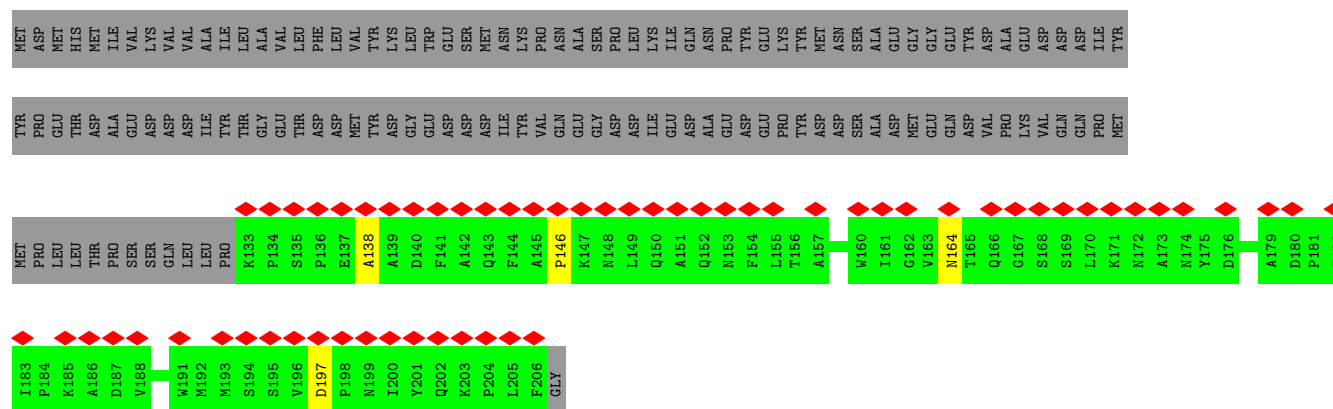 MET ASP MET HIS MET ILE VAL LYS VAL VAL ALA ILE LEU ALA VAL LEU PHE LEU VAL TYR LYS LEU TRP GLU SER MET ASN LYS PRO ASN ALA SER PRO LEU LYS ILE GLN ASN PRO TYR GLU LYS TYR MET ASN SER ALA GLU GLY GLY GLU TYR ASP ALA GLU ASP ASP ASP ILE TYR
TYR PRO GLU THR ASP ALA GLU ASP ASP ASP ILE TYR THR GLY GLU THR ASP ASP MET TYR ASP GLY GLU ASP ASP ASP ILE TYR VAL GLN GLU GLY ASP ASP ILE GLU ASP ALA GLU ASP GLU PRO TYR ASP ASP SER ALA ASP MET GLU GLN ASP VAL PRO LYS VAL GLN GLN PRO MET
MET PRO LEU LEU THR PRO SER SER GLN LEU LEU PRO K133 P134 S135 P136 E137 A138 A139 D140 F141 A142 Q143 F144 A145 P146 K147 N148 L149 Q150 A151 Q152 N153 F154 L155 T156 A157 W160 I161 G162 V163 N164 T165 Q166 G167 S168 S169 L170 K171 N172 A173 N174 Y175 D176 A179 D180 P181
I183 P184 K185 A186 D187 V188 W191 M192 M193 S194 S195 V196 D197 P198 N199 I200 Y201 Q202 K203 P204 L205 F206 GLY